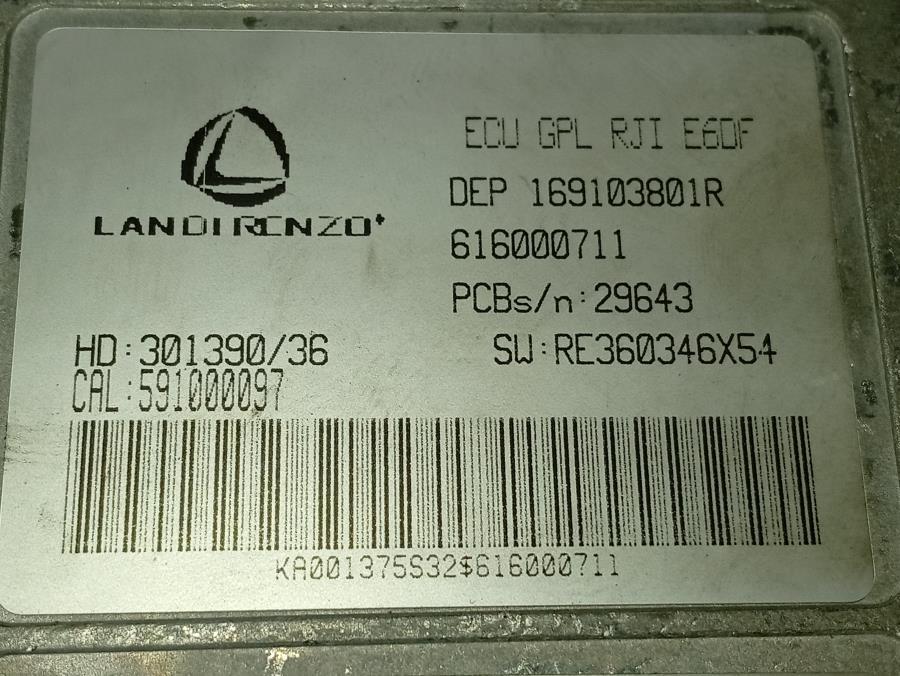 ECU GPL RJI E6DF
DEP 169103801R
LANDIRENZO
616000711
PCBs/n:29643
HD:301390/36
SW:RE360346X54
CAL:591000097
KA001375S32$616000711